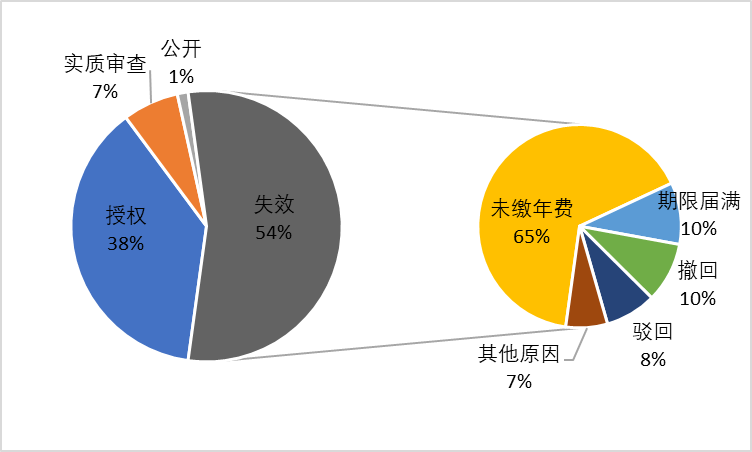 公开
1%
实质审查
7%
授权
38%
失效
54%
未缴年费
65%
期限届满
10%
撤回
10%
驳回
8%
其他原因
7%